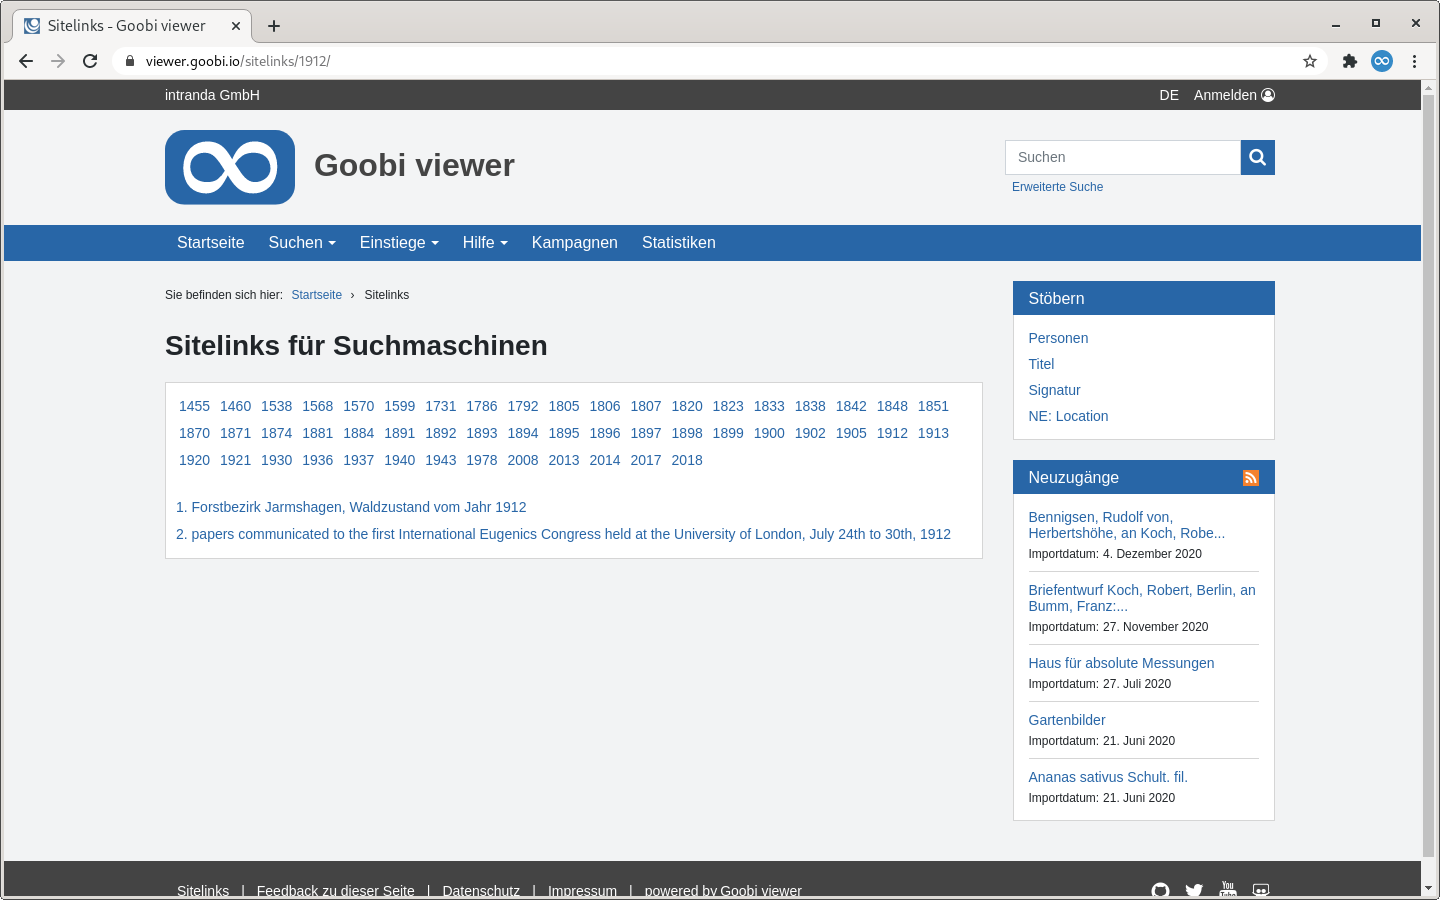 Sitelinks - Goobi viewer
viewer.goobi.io/sitelinks/1912/
intranda GmbH
DE Anmelden
Goobi viewer
Suchen
Erweiterte Suche
Startseite Suchen Einstiege Hilfe Kampagnen Statistiken
Sie befinden sich hier: Startseite › Sitelinks
Sitelinks für Suchmaschinen
1455 1460 1538 1568 1570 1599 1731 1786 1792 1805 1806 1807 1820 1823 1833 1838 1842 1848 1851
1870 1871 1874 1881 1884 1891 1892 1893 1894 1895 1896 1897 1898 1899 1900 1902 1905 1912 1913
1920 1921 1930 1936 1937 1940 1943 1978 2008 2013 2014 2017 2018
1. Forstbezirk Jarmshagen, Waldzustand vom Jahr 1912
2. papers communicated to the first International Eugenics Congress held at the University of London, July 24th to 30th, 1912
Stöbern
Personen
Titel
Signatur
NE: Location
Neuzugänge
Bennigsen, Rudolf von,
Herbertshöhe, an Koch, Robe...
Importdatum: 4. Dezember 2020
Briefentwurf Koch, Robert, Berlin, an
Bumm, Franz:...
Importdatum: 27. November 2020
Haus für absolute Messungen
Importdatum: 27. Juli 2020
Gartenbilder
Importdatum: 21. Juni 2020
Ananas sativus Schult. fil.
Importdatum: 21. Juni 2020
Sitelinks | Feedback zu dieser Seite | Datenschutz | Impressum | powered by Goobi viewer
You
Tube